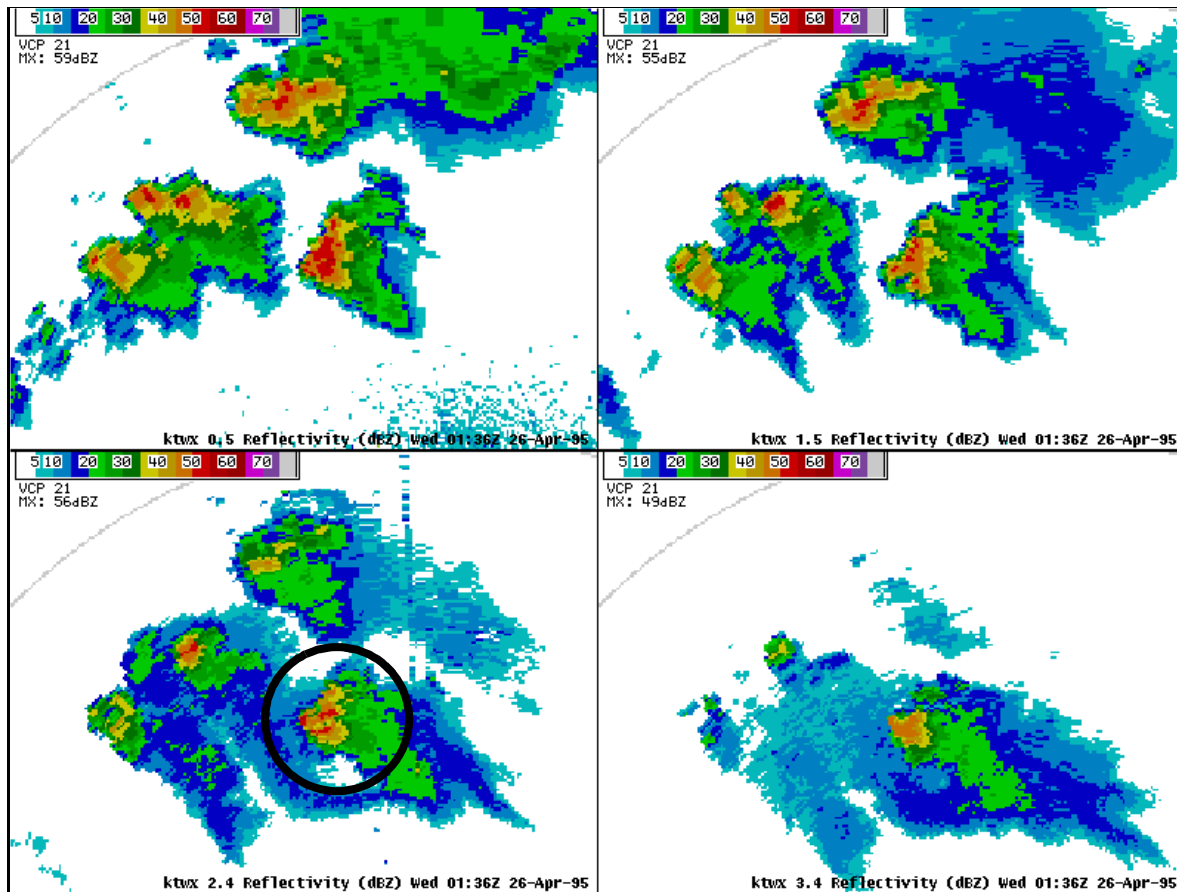 5 10 20 30 40 50 60 70
VCP 21
MX: 59dBZ
ktwx 0.5 Reflectivity (dBZ) Wed 01:36Z 26-Apr-95
5 10 20 30 40 50 60 70
VCP 21
MX: 55dBZ
ktwx 1.5 Reflectivity (dBZ) Wed 01:36Z 26-Apr-95
5 10 20 30 40 50 60 70
VCP 21
MX: 56dBZ
ktwx 2.4 Reflectivity (dBZ) Wed 01:36Z 26-Apr-95
5 10 20 30 40 50 60 70
VCP 21
MX: 49dBZ
ktwx 3.4 Reflectivity (dBZ) Wed 01:36Z 26-Apr-95